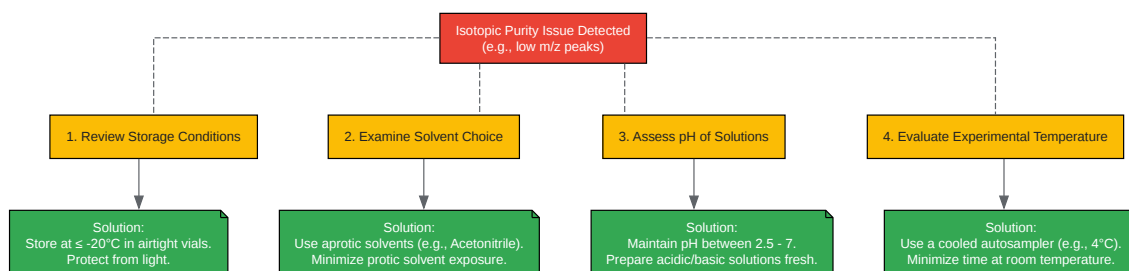 Isotopic Purity Issue Detected
(e.g., low m/z peaks)
1. Review Storage Conditions
2. Examine Solvent Choice
3. Assess pH of Solutions
4. Evaluate Experimental Temperature
Solution:
Store at ≤ -20°C in airtight vials.
Protect from light.
Solution:
Use aprotic solvents (e.g., Acetonitrile).
Minimize protic solvent exposure.
Solution:
Maintain pH between 2.5 - 7.
Prepare acidic/basic solutions fresh.
Solution:
Use a cooled autosampler (e.g., 4°C).
Minimize time at room temperature.